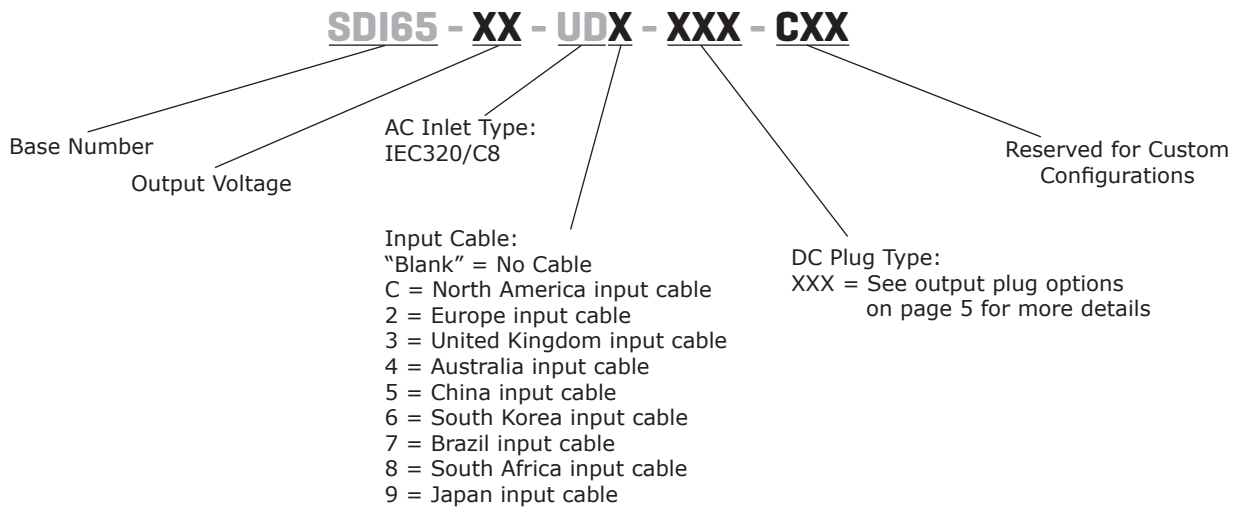 SDI65 - XX - UDX - XXX - CXX
Base Number
Output Voltage
AC Inlet Type:
IEC320/C8
Input Cable:
“Blank” = No Cable
C = North America input cable
2 = Europe input cable
3 = United Kingdom input cable
4 = Australia input cable
5 = China input cable
6 = South Korea input cable
7 = Brazil input cable
8 = South Africa input cable
9 = Japan input cable
DC Plug Type:
XXX = See output plug options
on page 5 for more details
Reserved for Custom
Configurations